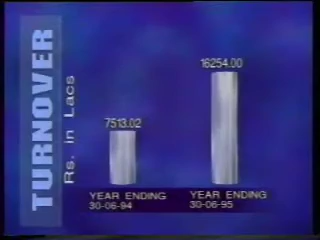 TURNOVER
Rs. in Lacs
7513.02
16254.00
YEAR ENDING
30-06-94
YEAR ENDING
30-06-95